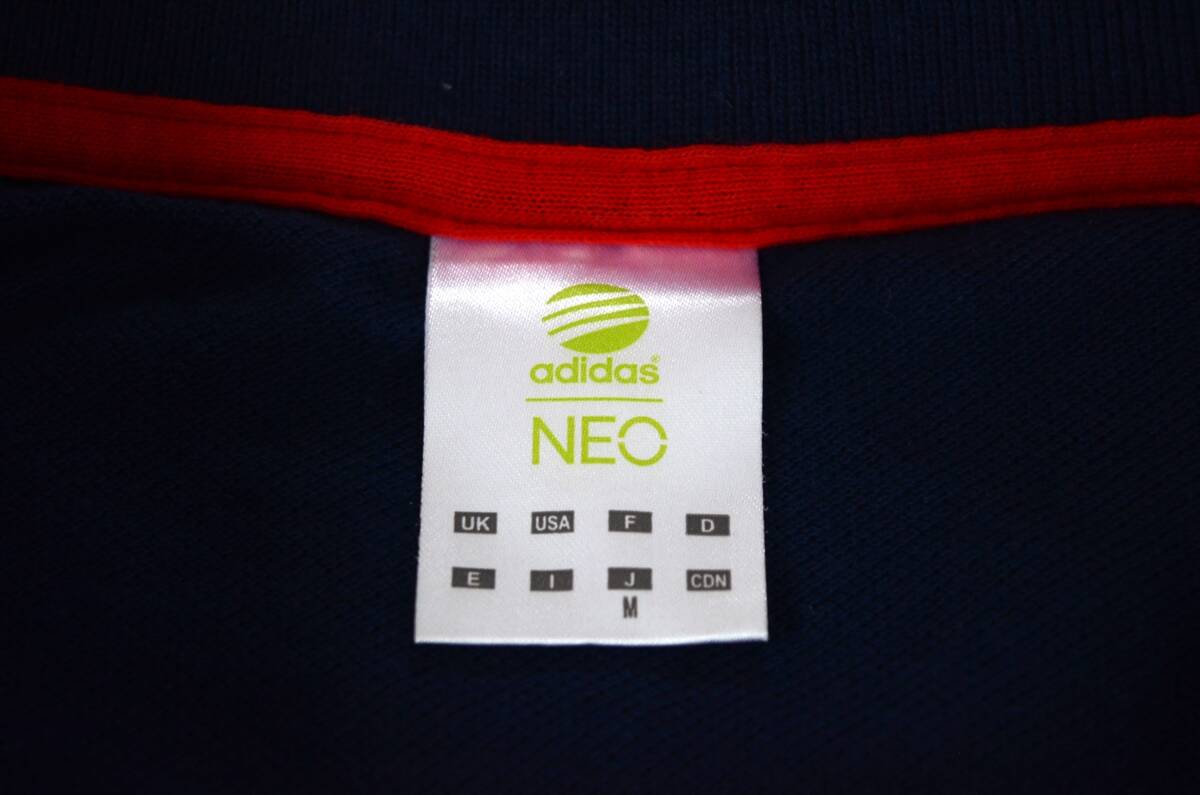 adidas®
NEO
UK USA F D
E I J CDN
M